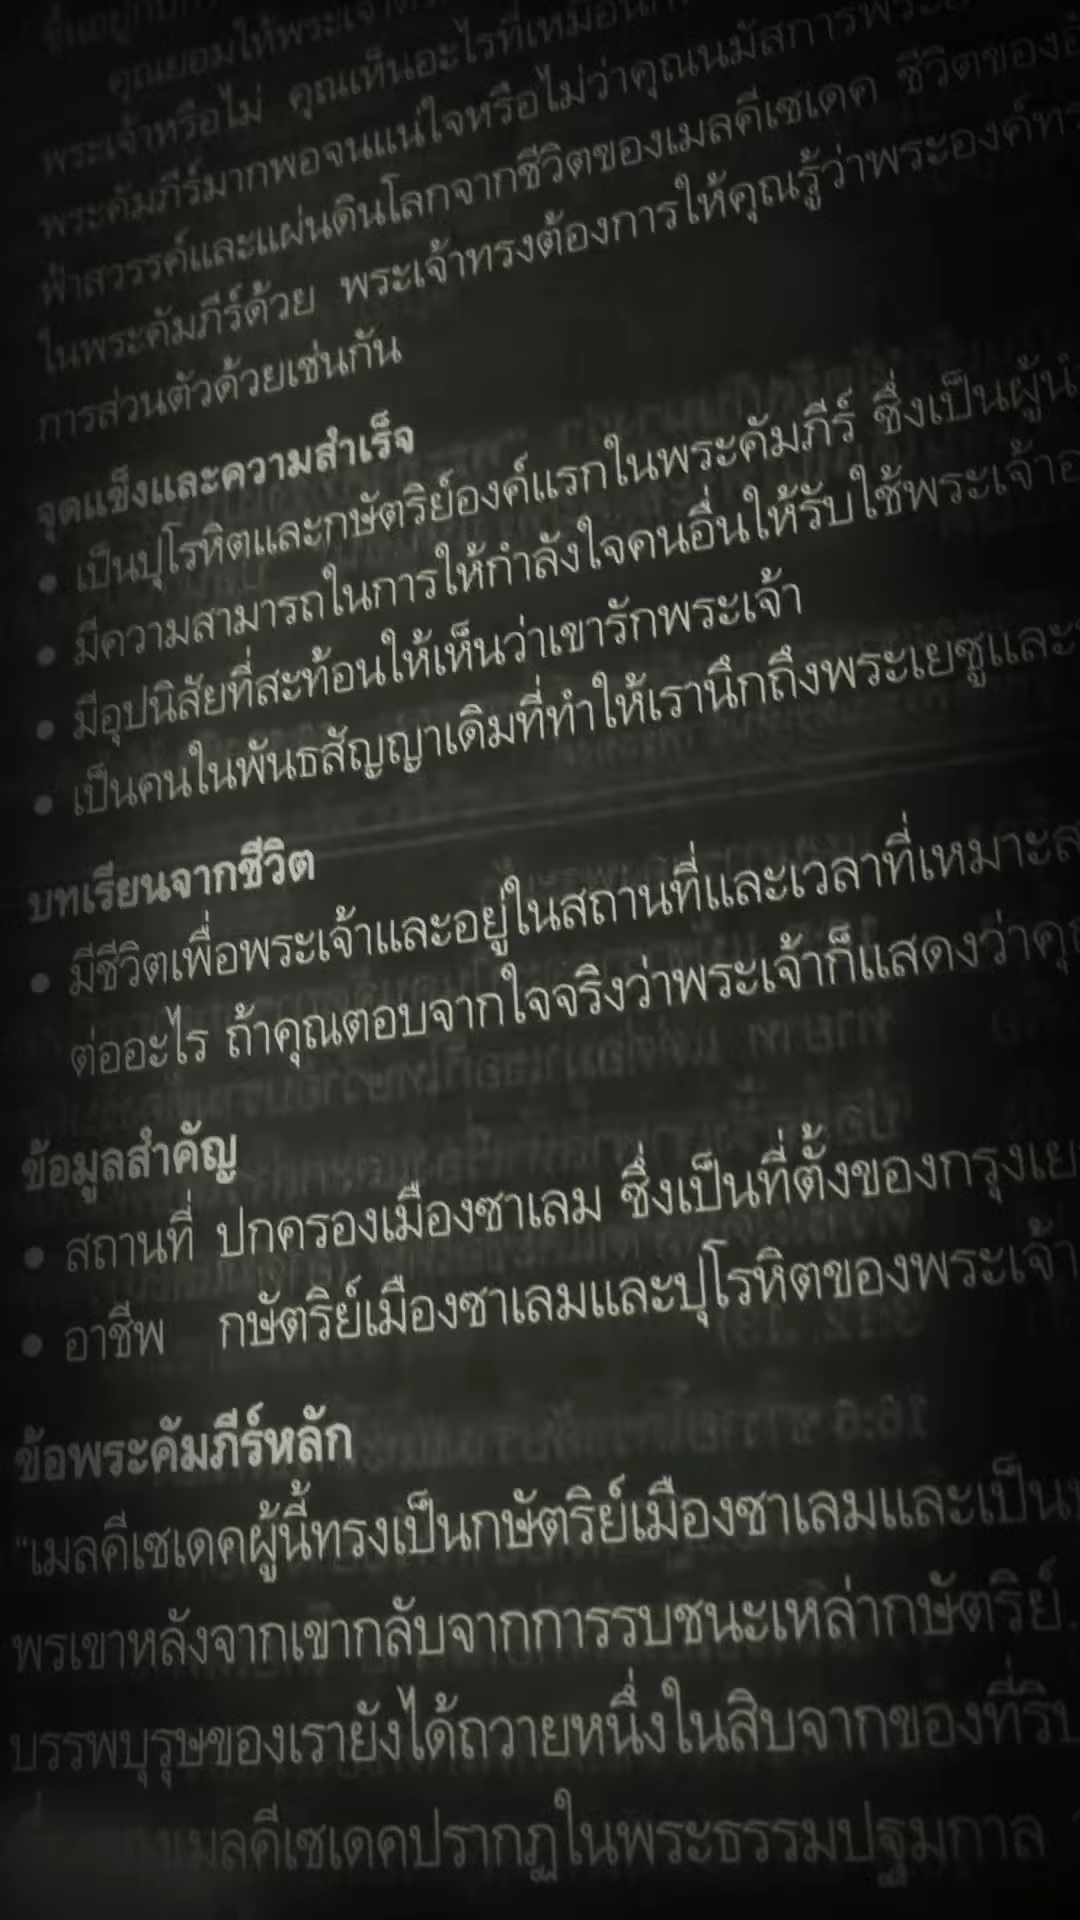 คุณยอมให้พระเจ้า
พระเจ้าหรือไม่ คุณเห็นอะไรที่เหมือน
พระคัมภีร์มากพอจนแน่ใจหรือไม่ว่าคุณนมัสการ
ฟ้าสวรรค์และแผ่นดินโลกจากชีวิตของเมลคีเซเดค ชีวิตของ
ในพระคัมภีร์ด้วย พระเจ้าทรงต้องการให้คุณรู้ว่าพระองค์
การส่วนตัวด้วยเช่นกัน
จุดแข็งและความสำเร็จ
• เป็นปุโรหิตและกษัตริย์องค์แรกในพระคัมภีร์ ซึ่งเป็นผู้นำ
• มีความสามารถในการให้กำลังใจคนอื่นให้รับใช้พระเจ้า
• มีอุปนิสัยที่สะท้อนให้เห็นว่าเขารักพระเจ้า
• เป็นคนในพันธสัญญาเดิมที่ทำให้เรานึกถึงพระเยซูและ
บทเรียนจากชีวิต
• มีชีวิตเพื่อพระเจ้าและอยู่ในสถานที่และเวลาที่เหมาะส
ต่ออะไร ถ้าคุณตอบจากใจจริงว่าพระเจ้าก็แสดงว่าคุ
ข้อมูลสำคัญ
• สถานที่ ปกครองเมืองซาเลม ซึ่งเป็นที่ตั้งของกรุงเย
• อาชีพ กษัตริย์เมืองซาเลมและปุโรหิตของพระเจ้า
ข้อพระคัมภีร์หลัก
"เมลคีเซเดคผู้นี้ทรงเป็นกษัตริย์เมืองซาเลมและเป็น
พรเขาหลังจากเขากลับจากการรบชนะเหล่ากษัตริย์
บรรพบุรุษของเรายังได้ถวายหนึ่งในสิบจากของที่ริบ
เมลคีเซเดคปรากฏในพระธรรมปฐมกาล